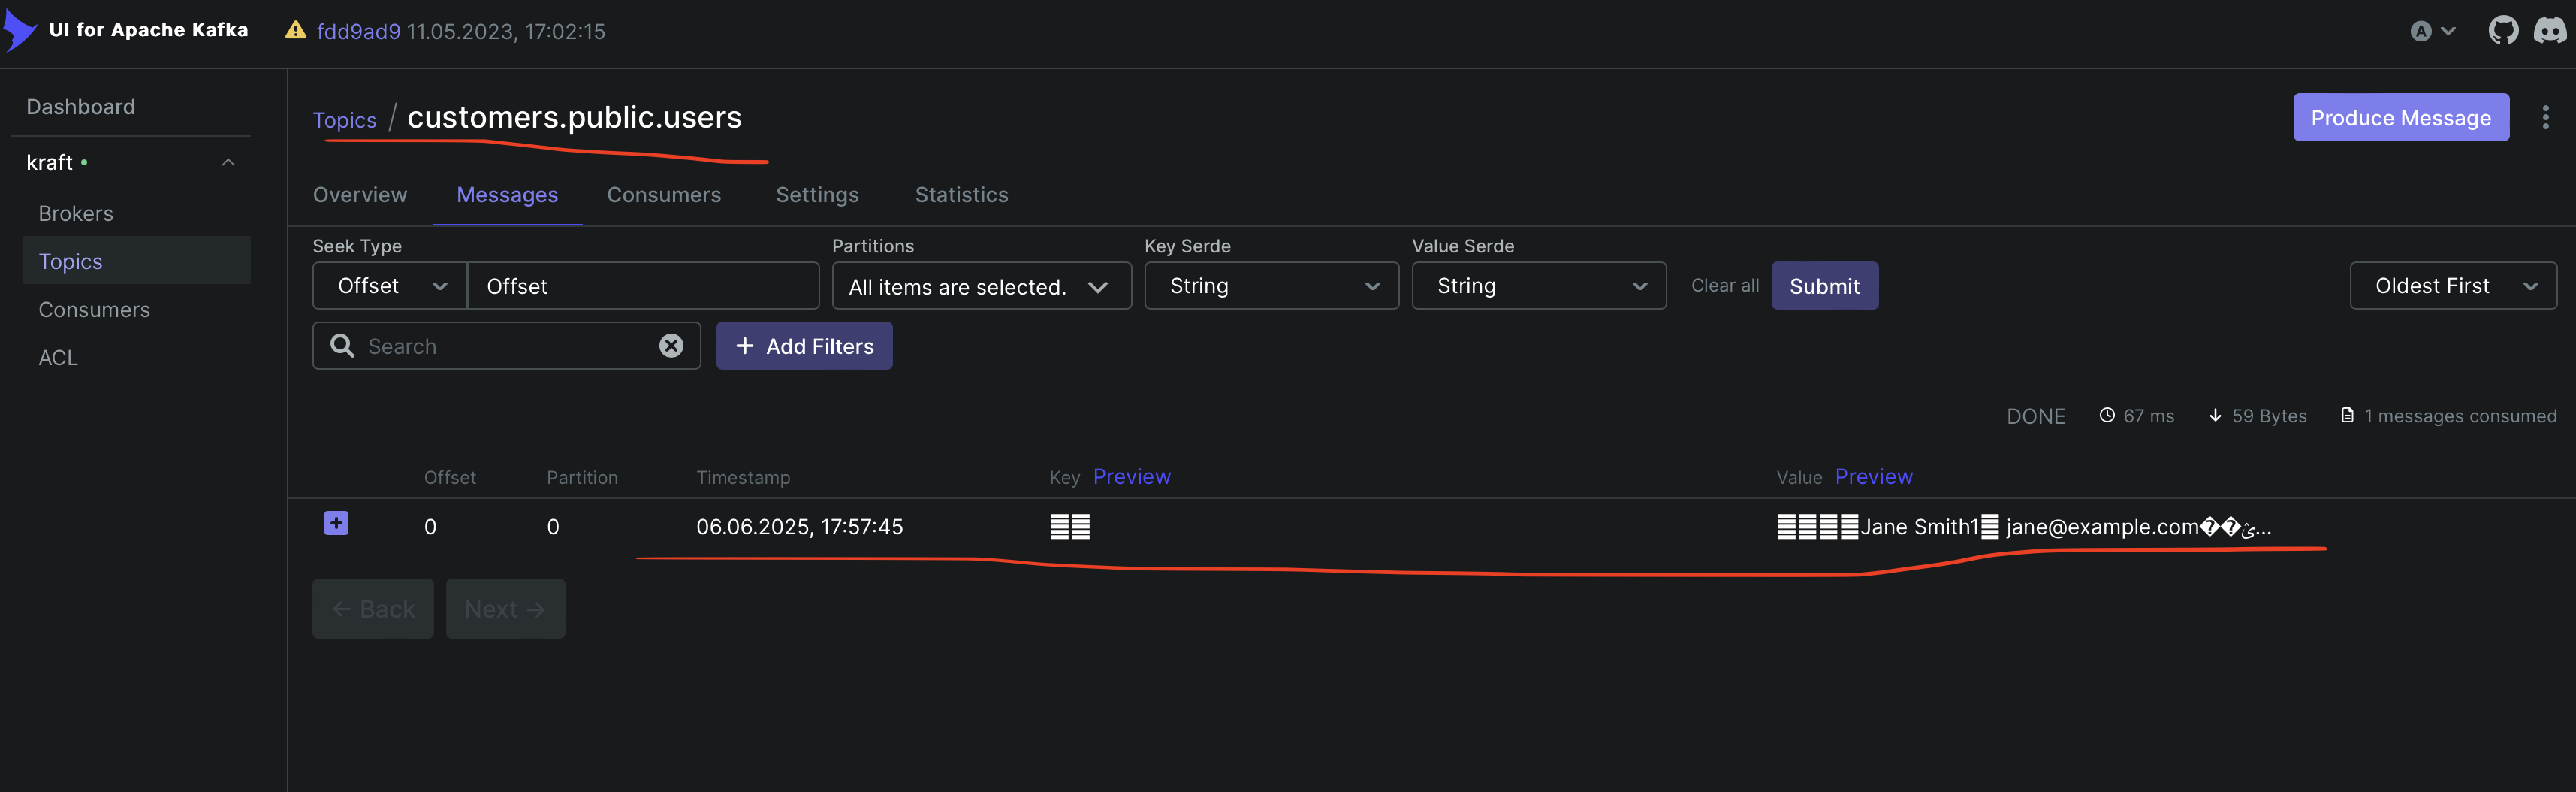 UI for Apache Kafka
fdd9ad9 11.05.2023, 17:02:15
A
Dashboard
kraft
Brokers
Topics
Consumers
ACL
Topics / customers.public.users
Produce Message
Overview Messages Consumers Settings Statistics
Seek Type Partitions Key Serde Value Serde
Offset Offset All items are selected. String String Clear all Submit Oldest First
Search + Add Filters
DONE 67 ms 59 Bytes 1 messages consumed
Offset Partition Timestamp Key Preview Value Preview
0 0 06.06.2025, 17:57:45 Jane Smith1 jane@example.com��...
← Back Next →